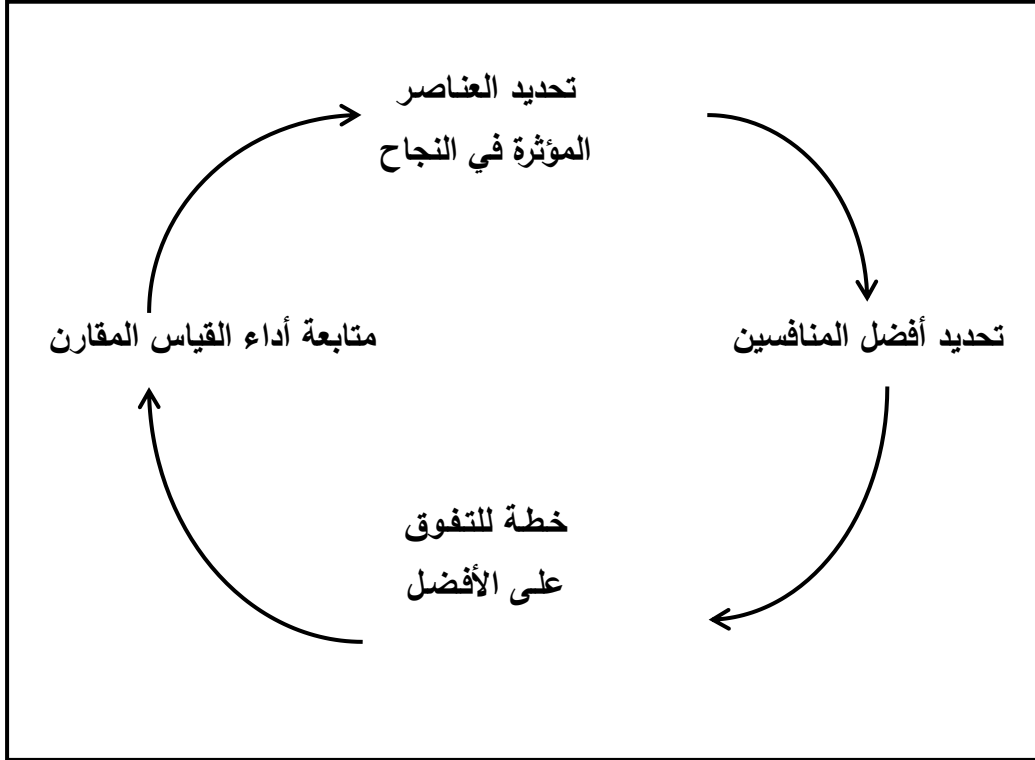 تحديد العناصر
المؤثرة في النجاح
تحديد أفضل المنافسين
متابعة أداء القياس المقارن
خطة للتفوق
على الأفضل